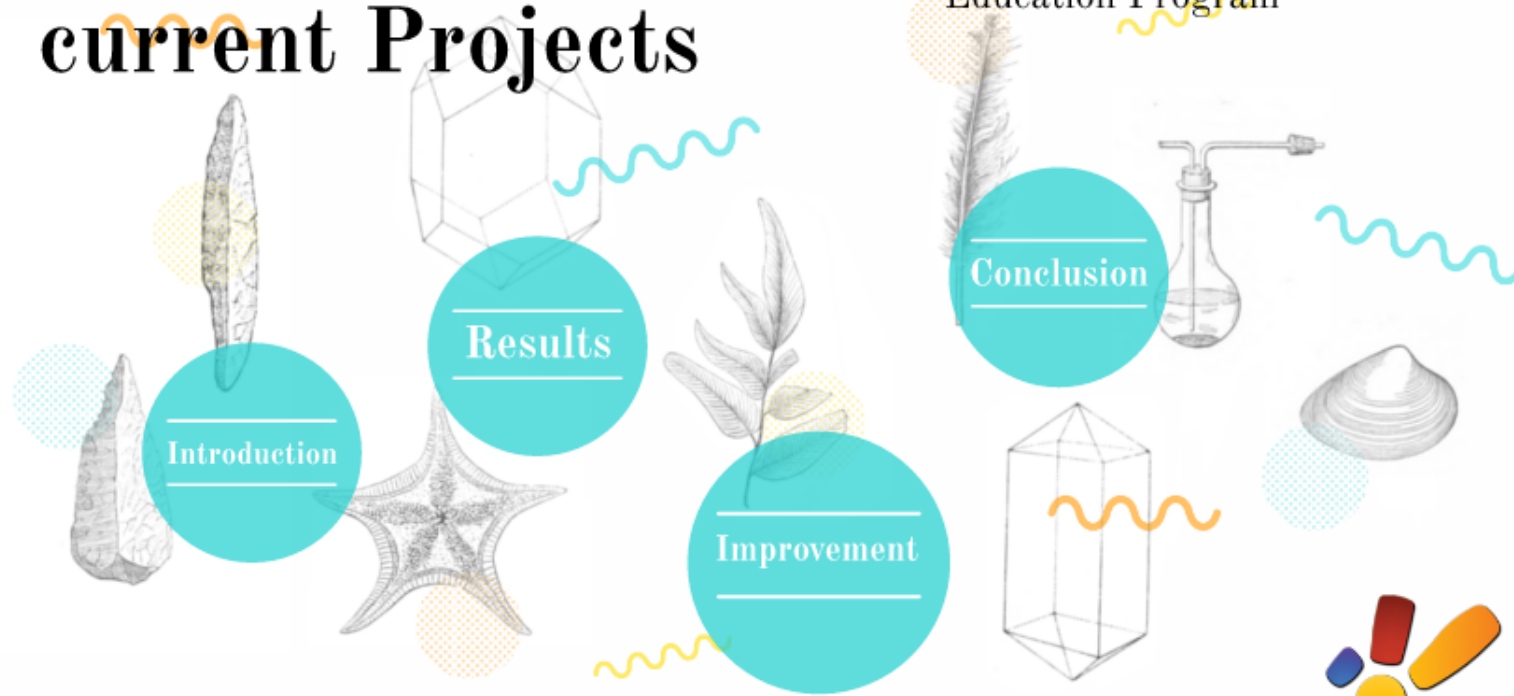 current Projects
Education Program
Introduction
Results
Improvement
Conclusion